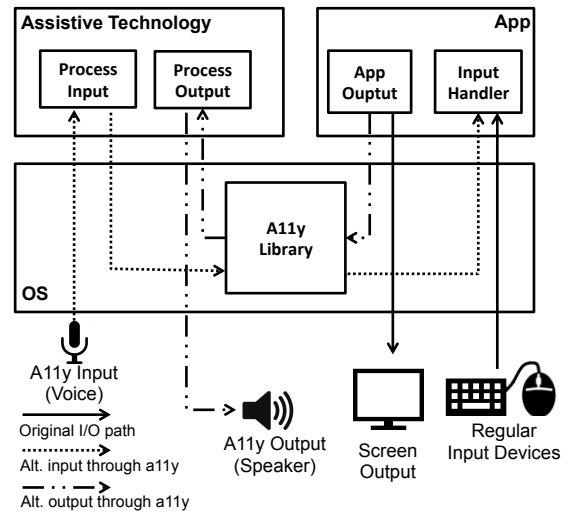 Assistive Technology
App
Process
Input
Process
Output
App
Ouptut
Input
Handler
A11y
Library
OS
A11y Input
(Voice)
A11y Output
(Speaker)
Screen
Output
Regular
Input Devices
Original I/O path
Alt. input through a11y
Alt. output through a11y